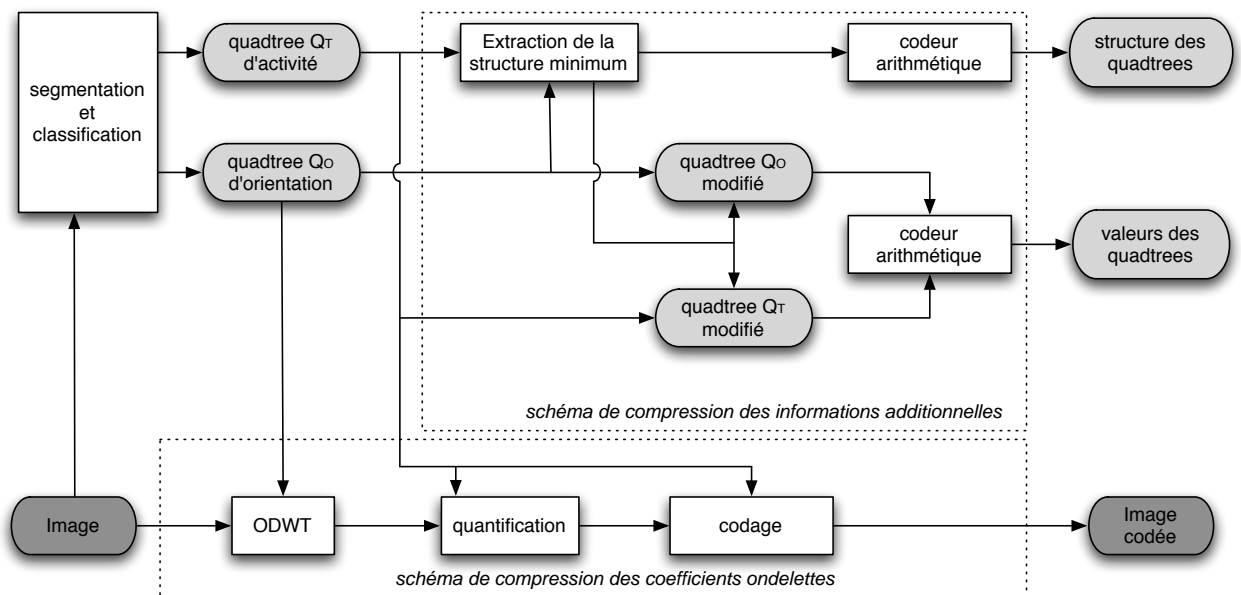 quadtree QT
d'activité
Extraction de la
structure minimum
codeur
arithmétique
structure des
quadtrees
segmentation
et
classification
quadtree QO
d'orientation
quadtree QO
modifié
codeur
arithmétique
valeurs des
quadtrees
quadtree QT
modifié
schéma de compression des informations additionnelles
Image
ODWT
quantification
codage
Image
codée
schéma de compression des coefficients ondelettes